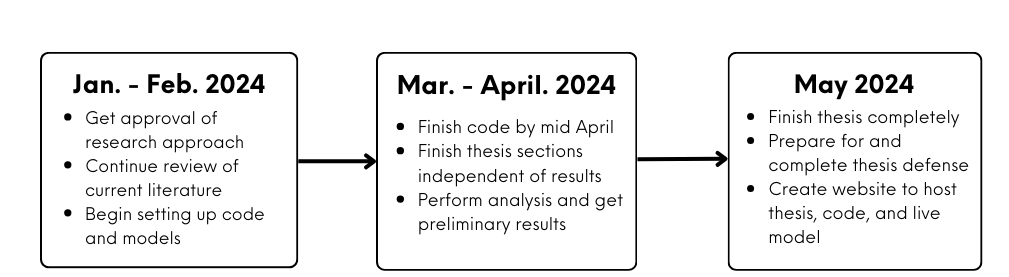 Jan. - Feb. 2024
• Get approval of
research approach
• Continue review of
current literature
• Begin setting up code
and models
Mar. - April. 2024
• Finish code by mid April
• Finish thesis sections
independent of results
• Perform analysis and get
preliminary results
May 2024
• Finish thesis completely
• Prepare for and
complete thesis defense
• Create website to host
thesis, code, and live
model